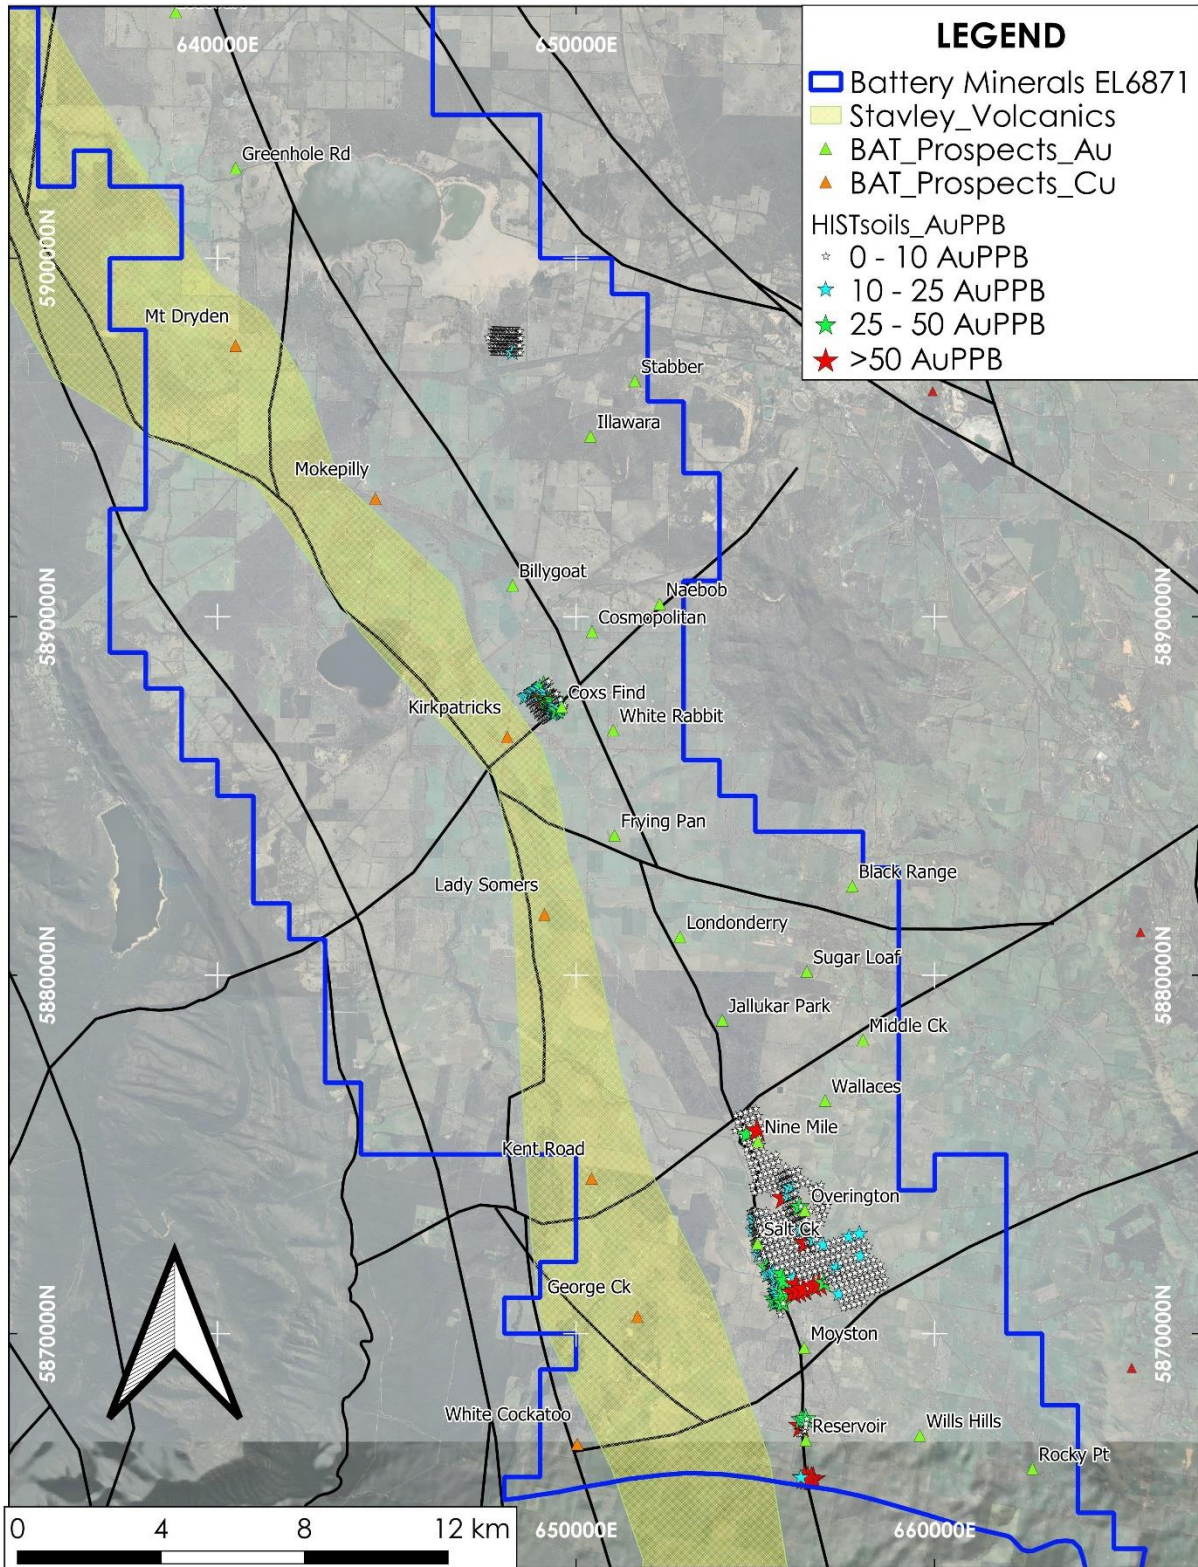 640000E
650000E
LEGEND
Battery Minerals EL6871
Stavley_Volcanics
BAT_Prospects_Au
BAT_Prospects_Cu
HISTsoils_AuPPB
0 - 10 AuPPB
10 - 25 AuPPB
25 - 50 AuPPB
>50 AuPPB
Greenhole Rd
5900000N
Mt Dryden
Stabber
Illawara
Mokepilly
Billygoat
Naebob
Cosmopolitan
5890000N
5890000N
Coxs Find
Kirkpatricks
White Rabbit
Frying Pan
Black Range
Lady Somers
Londonderry
Sugar Loaf
5880000N
5880000N
Jallukar Park
Middle Ck
Wallaces
Nine Mile
Kent Road
Overington
Salt Ck
George Ck
5870000N
5870000N
Moyston
White Cockatoo
Reservoir
Wills Hills
Rocky Pt
0 4 8 12 km
650000E
660000E